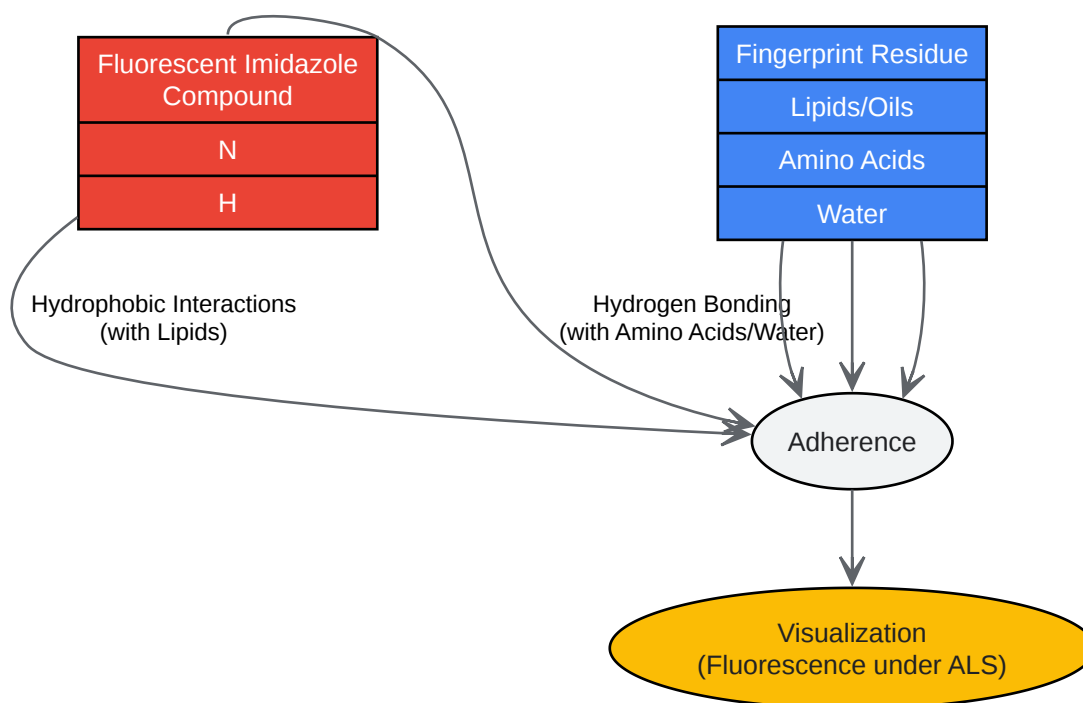 Fluorescent Imidazole
Compound
N
H
Fingerprint Residue
Lipids/Oils
Amino Acids
Water
Hydrophobic Interactions
(with Lipids)
Hydrogen Bonding
(with Amino Acids/Water)
Adherence
Visualization
(Fluorescence under ALS)